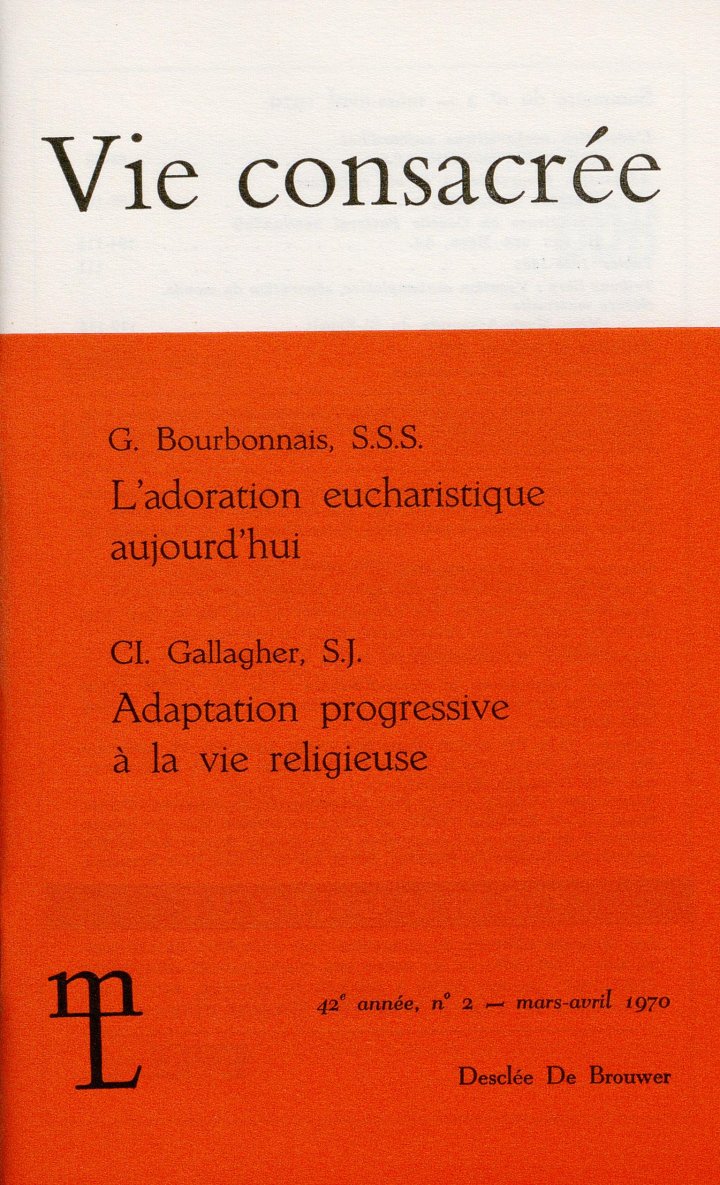 Vie consacrée
G. Bourbonnais, S.S.S.
L'adoration eucharistique
aujourd'hui
Cl. Gallagher, S.J.
Adaptation progressive
à la vie religieuse
42e année, n° 2 — mars-avril 1970
Desclée De Brouwer